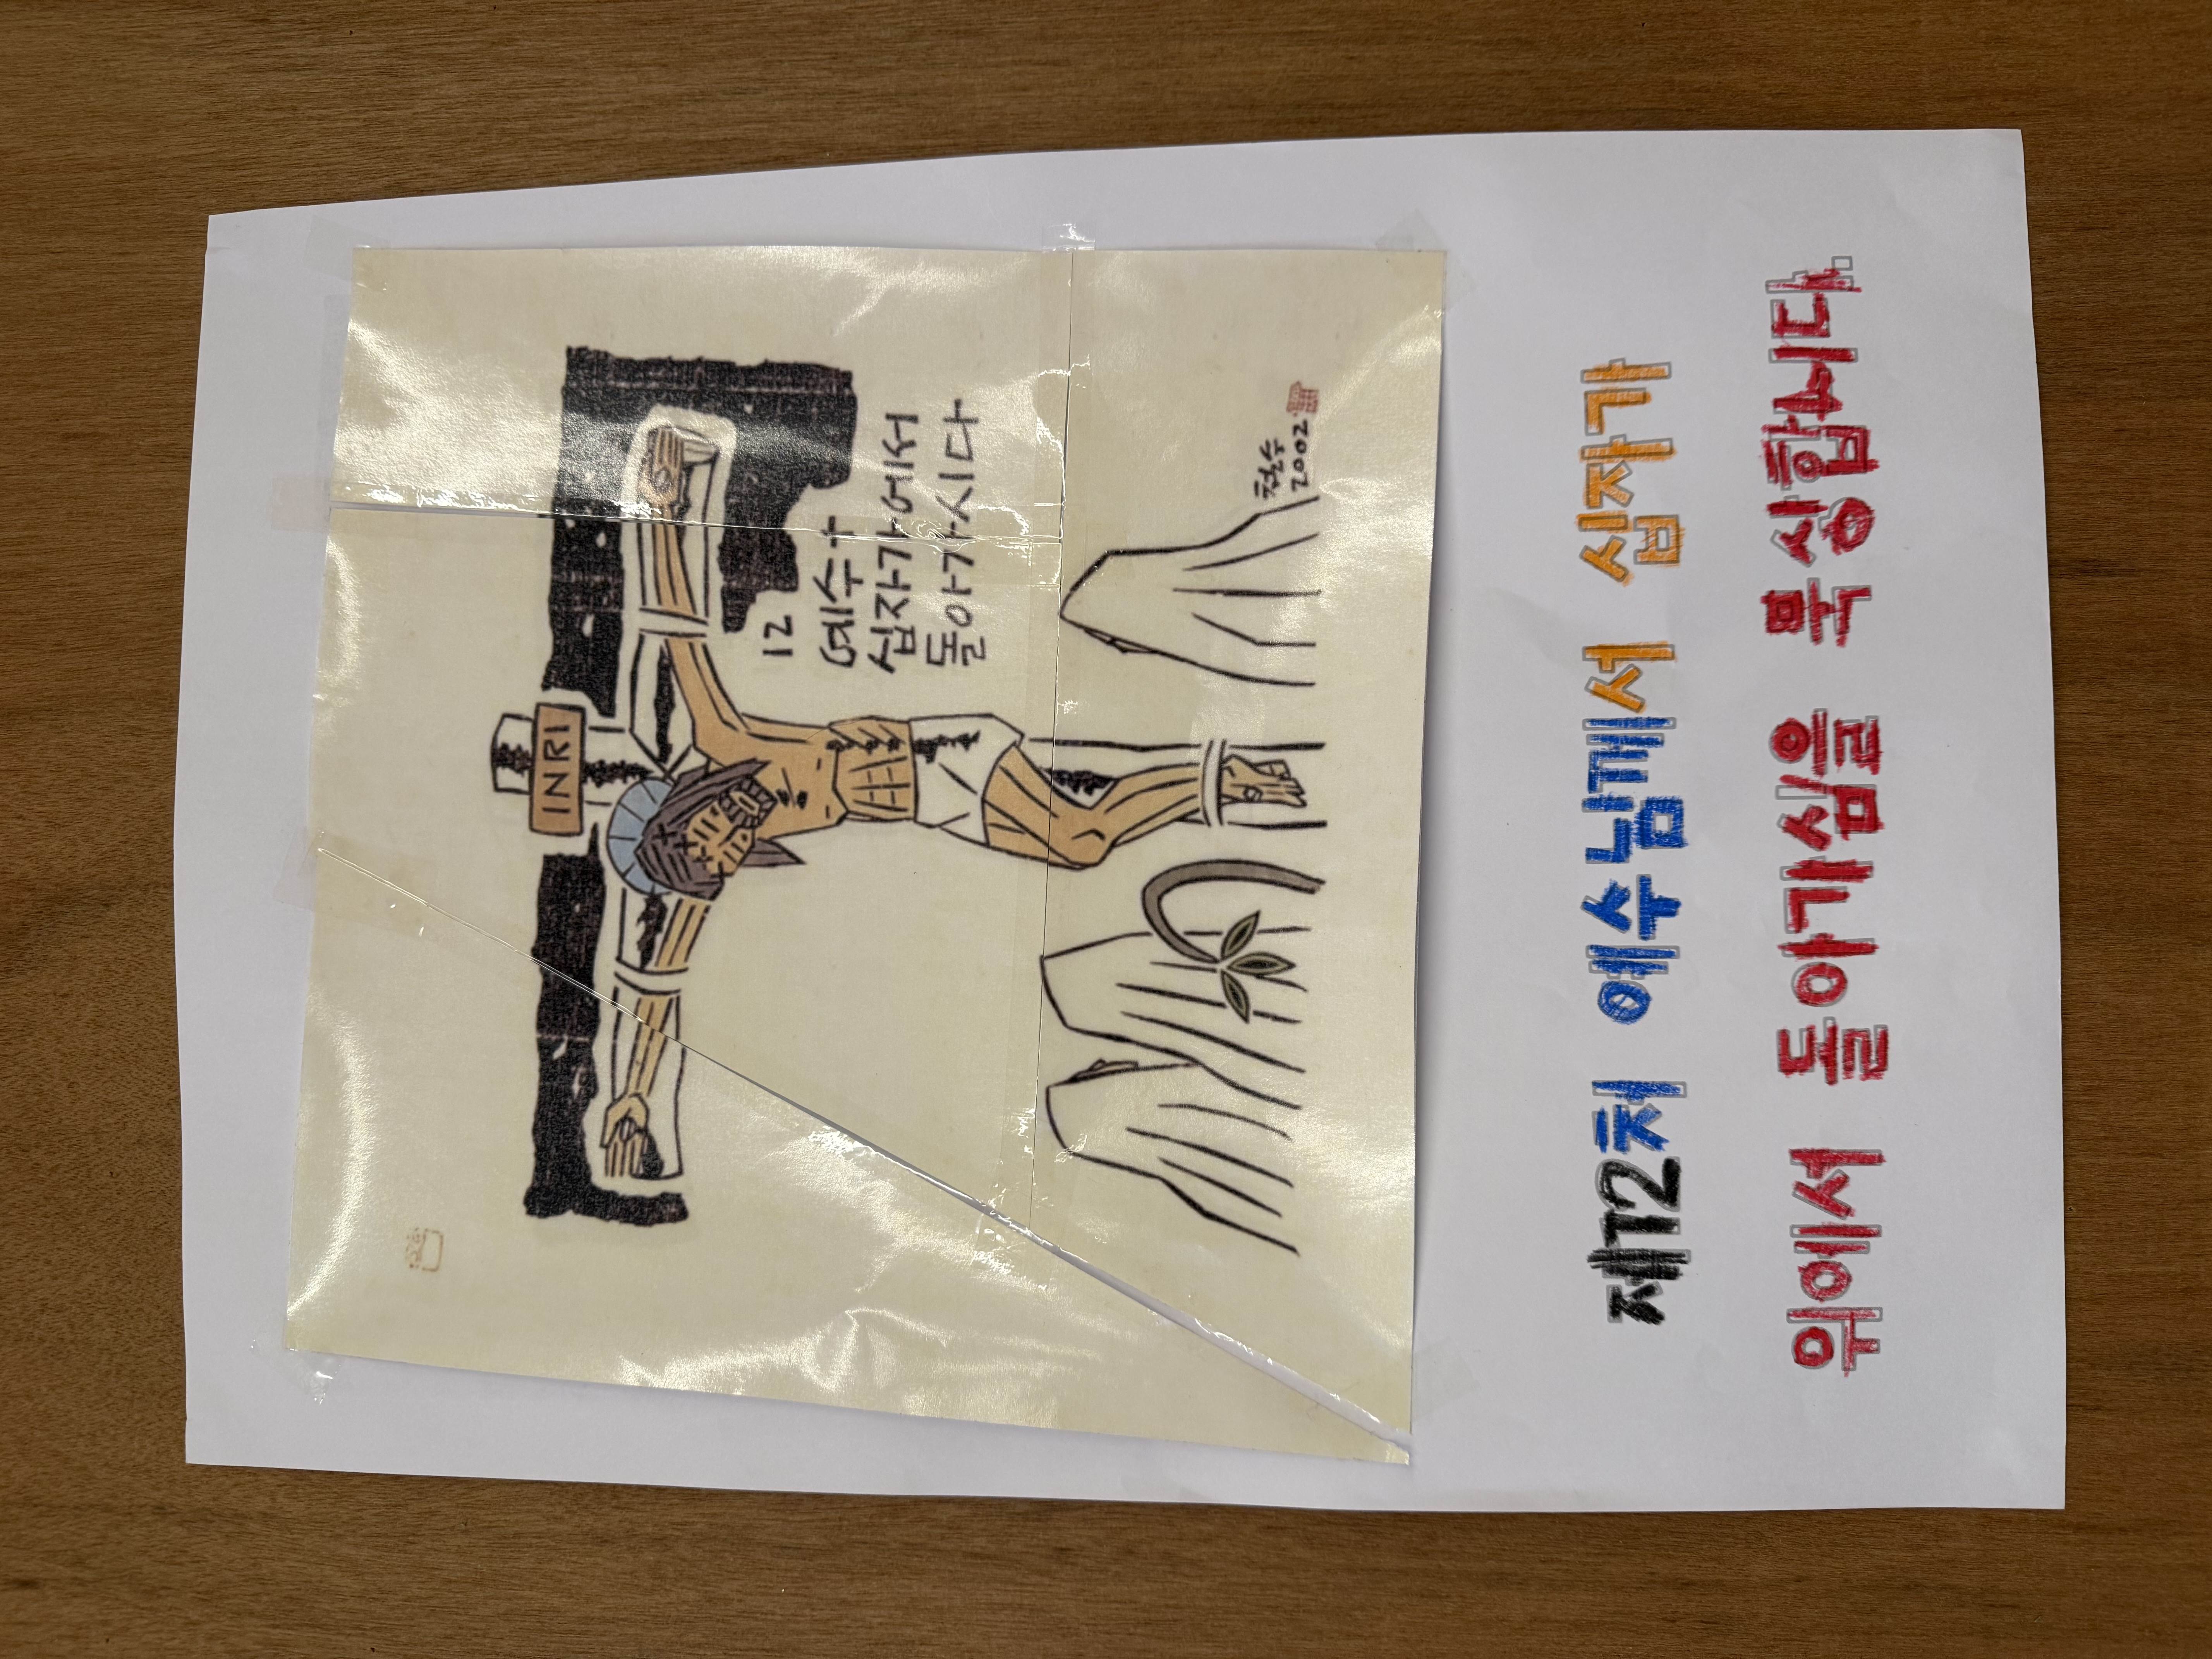 INRI
12
예수
십자가에서
돌아가시다
철수
2002
제12처 예수님께서 십자가
위에서 돌아가심을 묵상합시다.